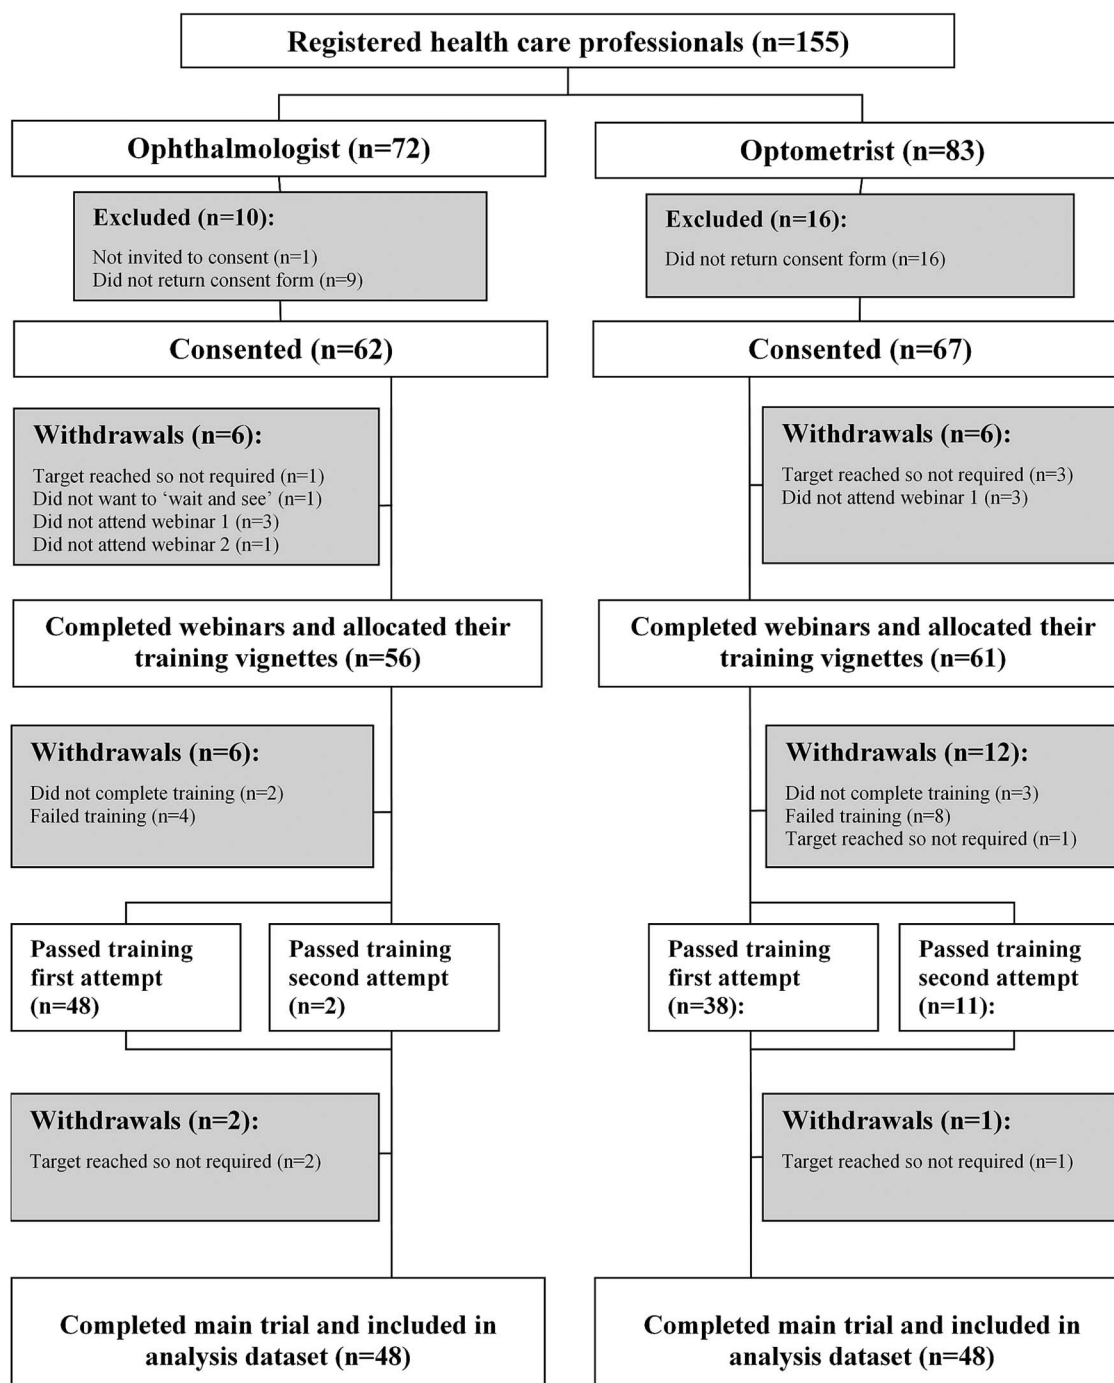 Registered health care professionals (n=155)
Ophthalmologist (n=72)
Optometrist (n=83)
Excluded (n=10):
Not invited to consent (n=1)
Did not return consent form (n=9)
Excluded (n=16):
Did not return consent form (n=16)
Consented (n=62)
Consented (n=67)
Withdrawals (n=6):
Target reached so not required (n=1)
Did not want to ‘wait and see’ (n=1)
Did not attend webinar 1 (n=3)
Did not attend webinar 2 (n=1)
Withdrawals (n=6):
Target reached so not required (n=3)
Did not attend webinar 1 (n=3)
Completed webinars and allocated their
training vignettes (n=56)
Completed webinars and allocated their
training vignettes (n=61)
Withdrawals (n=6):
Did not complete training (n=2)
Failed training (n=4)
Withdrawals (n=12):
Did not complete training (n=3)
Failed training (n=8)
Target reached so not required (n=1)
Passed training
first attempt
(n=48)
Passed training
second attempt
(n=2)
Passed training
first attempt
(n=38):
Passed training
second attempt
(n=11):
Withdrawals (n=2):
Target reached so not required (n=2)
Withdrawals (n=1):
Target reached so not required (n=1)
Completed main trial and included in
analysis dataset (n=48)
Completed main trial and included in
analysis dataset (n=48)